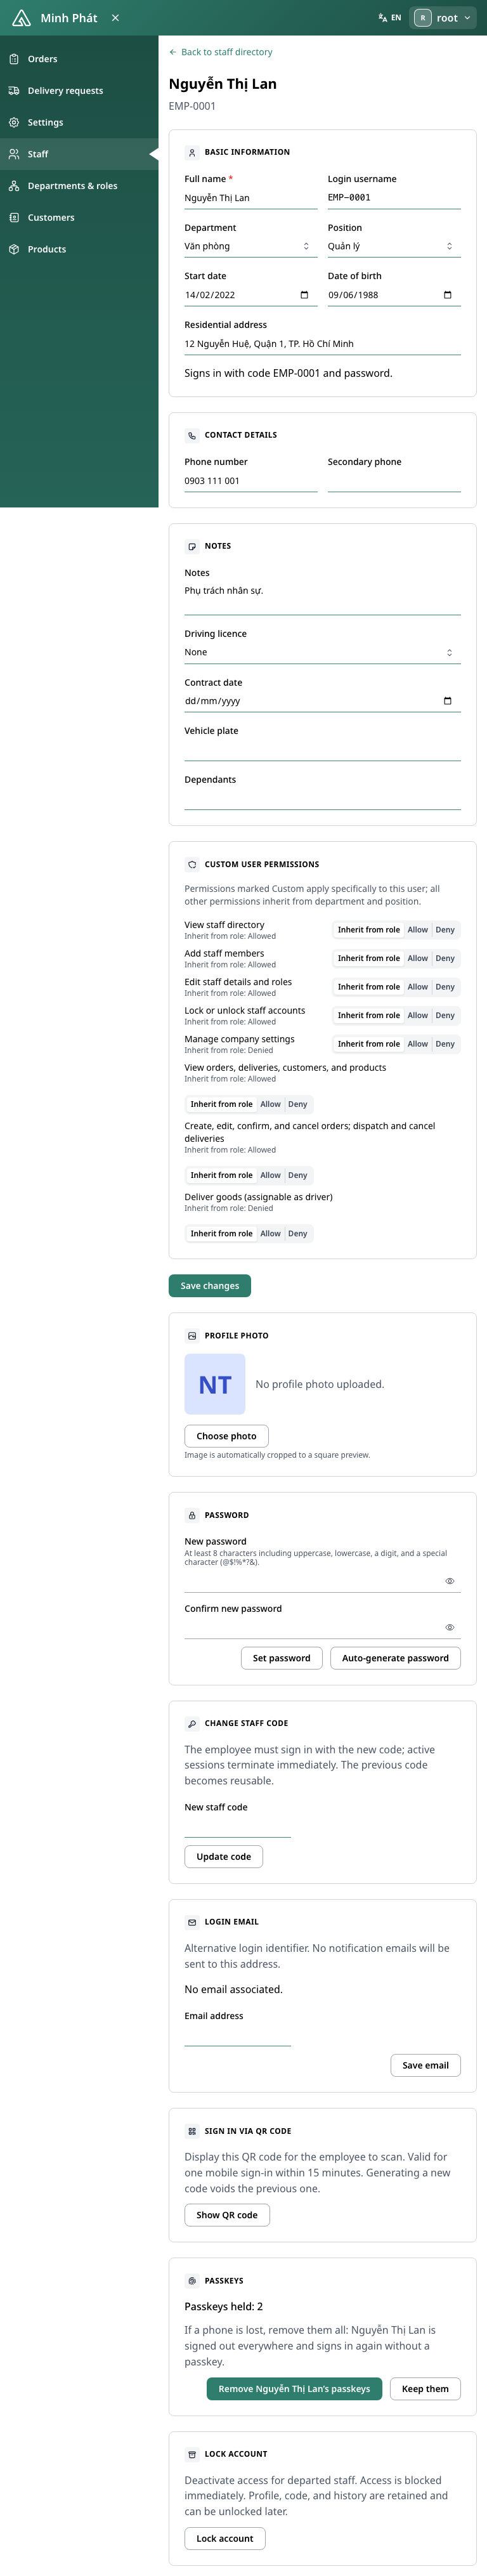 Minh Phát
EN
R
root
Orders
Delivery requests
Settings
Staff
Departments & roles
Customers
Products
Back to staff directory
Nguyễn Thị Lan
EMP-0001
BASIC INFORMATION
Full name *
Login username
Nguyễn Thị Lan
EMP-0001
Department
Position
Văn phòng
Quản lý
Start date
Date of birth
14/02/2022
09/06/1988
Residential address
12 Nguyễn Huệ, Quận 1, TP. Hồ Chí Minh
Signs in with code EMP-0001 and password.
CONTACT DETAILS
Phone number
Secondary phone
0903 111 001
NOTES
Notes
Phụ trách nhân sự.
Driving licence
None
Contract date
dd/mm/yyyy
Vehicle plate
Dependants
CUSTOM USER PERMISSIONS
Permissions marked Custom apply specifically to this user; all
other permissions inherit from department and position.
View staff directory
Inherit from role: Allowed
Inherit from role Allow Deny
Add staff members
Inherit from role: Allowed
Inherit from role Allow Deny
Edit staff details and roles
Inherit from role: Allowed
Inherit from role Allow Deny
Lock or unlock staff accounts
Inherit from role: Allowed
Inherit from role Allow Deny
Manage company settings
Inherit from role: Denied
Inherit from role Allow Deny
View orders, deliveries, customers, and products
Inherit from role: Allowed
Inherit from role Allow Deny
Create, edit, confirm, and cancel orders; dispatch and cancel
deliveries
Inherit from role: Allowed
Inherit from role Allow Deny
Deliver goods (assignable as driver)
Inherit from role: Denied
Inherit from role Allow Deny
Save changes
PROFILE PHOTO
NT
No profile photo uploaded.
Choose photo
Image is automatically cropped to a square preview.
PASSWORD
New password
At least 8 characters including uppercase, lowercase, a digit, and a special
character (@$!%*?&).
Confirm new password
Set password
Auto-generate password
CHANGE STAFF CODE
The employee must sign in with the new code; active
sessions terminate immediately. The previous code
becomes reusable.
New staff code
Update code
LOGIN EMAIL
Alternative login identifier. No notification emails will be
sent to this address.
No email associated.
Email address
Save email
SIGN IN VIA QR CODE
Display this QR code for the employee to scan. Valid for
one mobile sign-in within 15 minutes. Generating a new
code voids the previous one.
Show QR code
PASSKEYS
Passkeys held: 2
If a phone is lost, remove them all: Nguyễn Thị Lan is
signed out everywhere and signs in again without a
passkey.
Remove Nguyễn Thị Lan's passkeys
Keep them
LOCK ACCOUNT
Deactivate access for departed staff. Access is blocked
immediately. Profile, code, and history are retained and
can be unlocked later.
Lock account